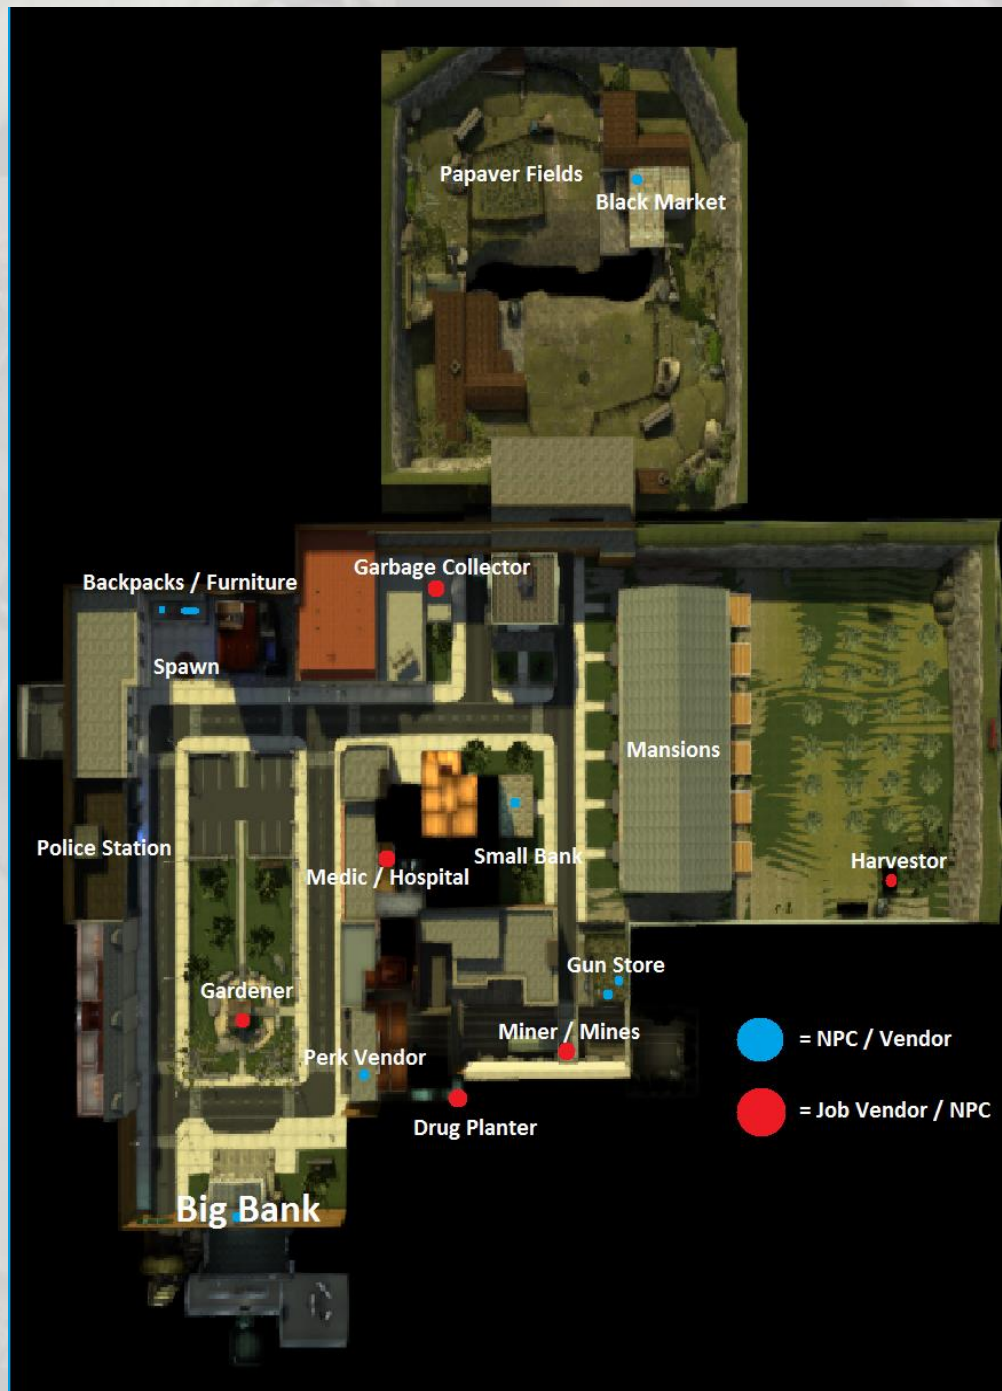 Papaver Fields
Black Market
Garbage Collector
Backpacks / Furniture
Spawn
Mansions
Police Station
Small Bank
Harvestor
Medic / Hospital
Gun Store
Gardener
Miner / Mines
= NPC / Vendor
Perk Vendor
= Job Vendor / NPC
Drug Planter
Big Bank